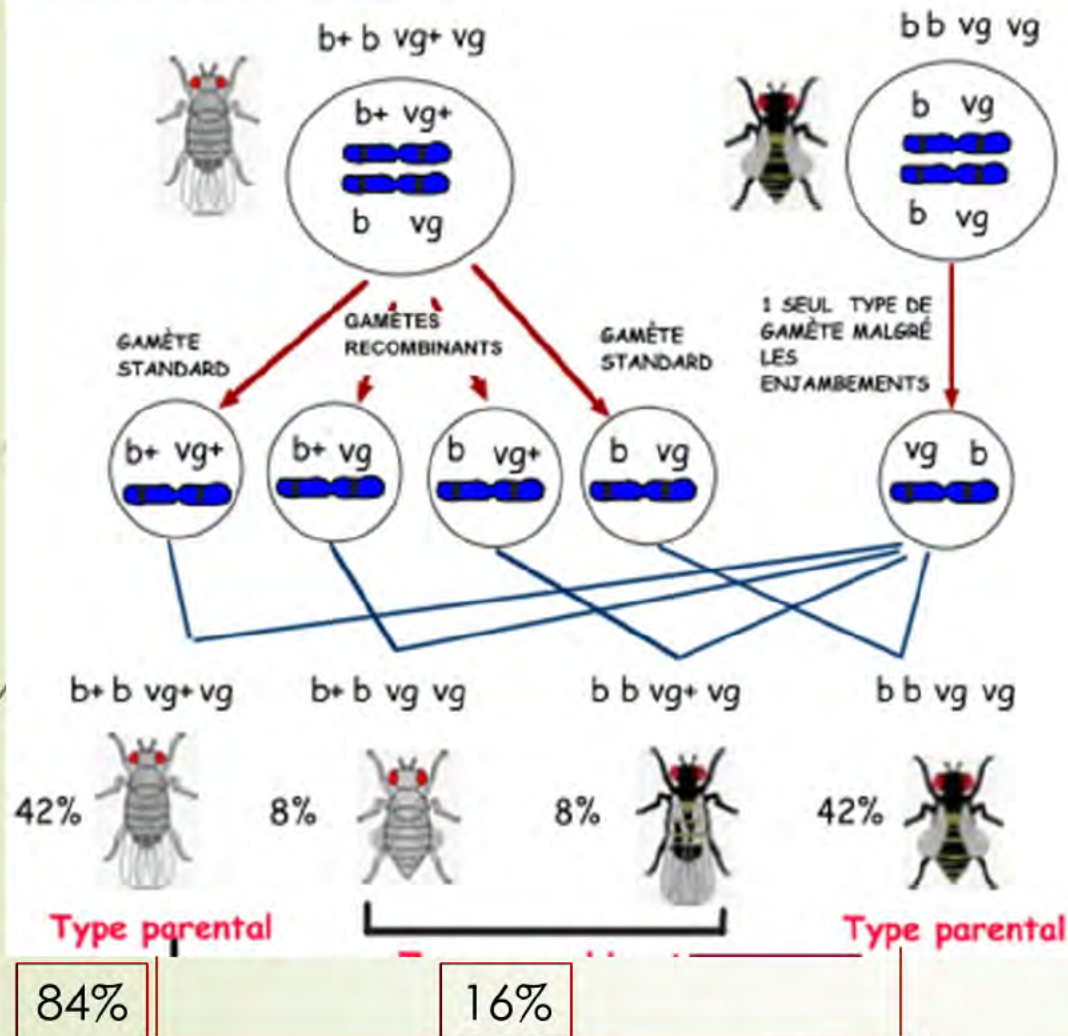 b+ b vg+ vg
b b vg vg
b+ vg+
b vg
b vg
b vg
GAMÈTE
STANDARD
GAMÈTES
RECOMBINANTS
GAMÈTE
STANDARD
1 SEUL TYPE DE
GAMÈTE MALGRÉ
LES
ENJAMBEMENTS
b+ vg+
b+ vg
b vg+
b vg
vg b
b+ b vg+ vg
b+ b vg vg
b b vg+ vg
b b vg vg
42%
8%
8%
42%
Type parental
Type parental
84%
16%